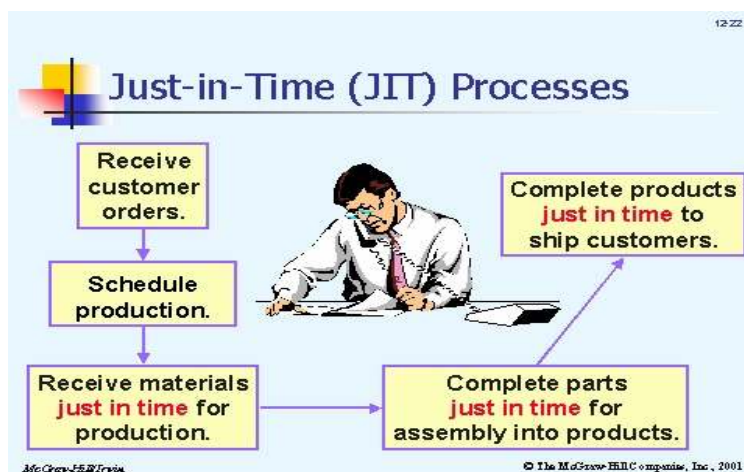 12-22
Just-in-Time (JIT) Processes
Receive
customer
orders.
Schedule
production.
Receive materials
just in time for
production.
Complete parts
just in time for
assembly into products.
Complete products
just in time to
ship customers.
McGraw-Hill/Irwin
© The McGraw-Hill Companies, Inc., 2001